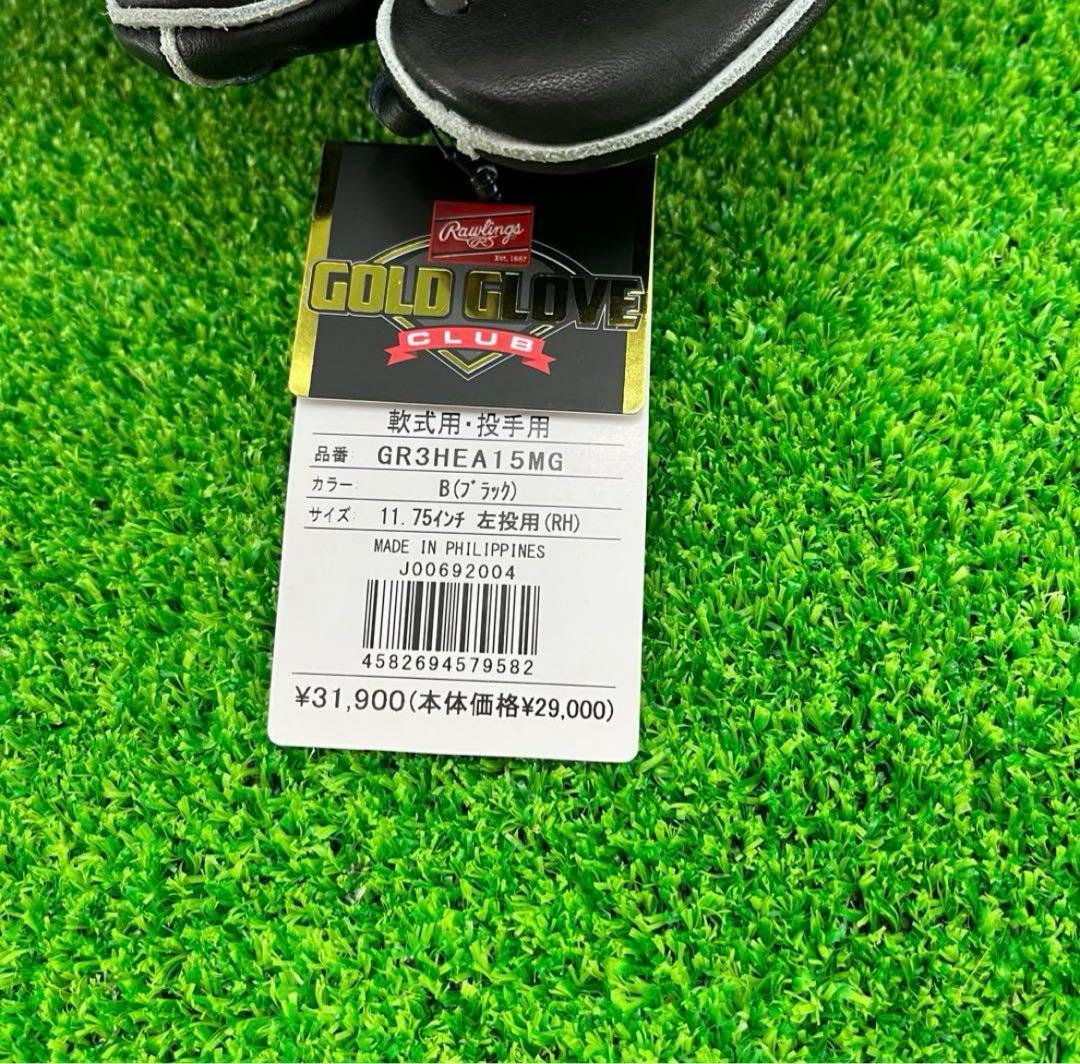 Rawlings
R
Est. 1887
GOLD GLOVE
CLUB
軟式用・投手用
品番 GR3HEA15MG
カラー B(ブラック)
サイズ 11.75インチ 左投用(RH)
MADE IN PHILIPPINES
J00692004
4582694579582
¥31,900(本体価格¥29,000)